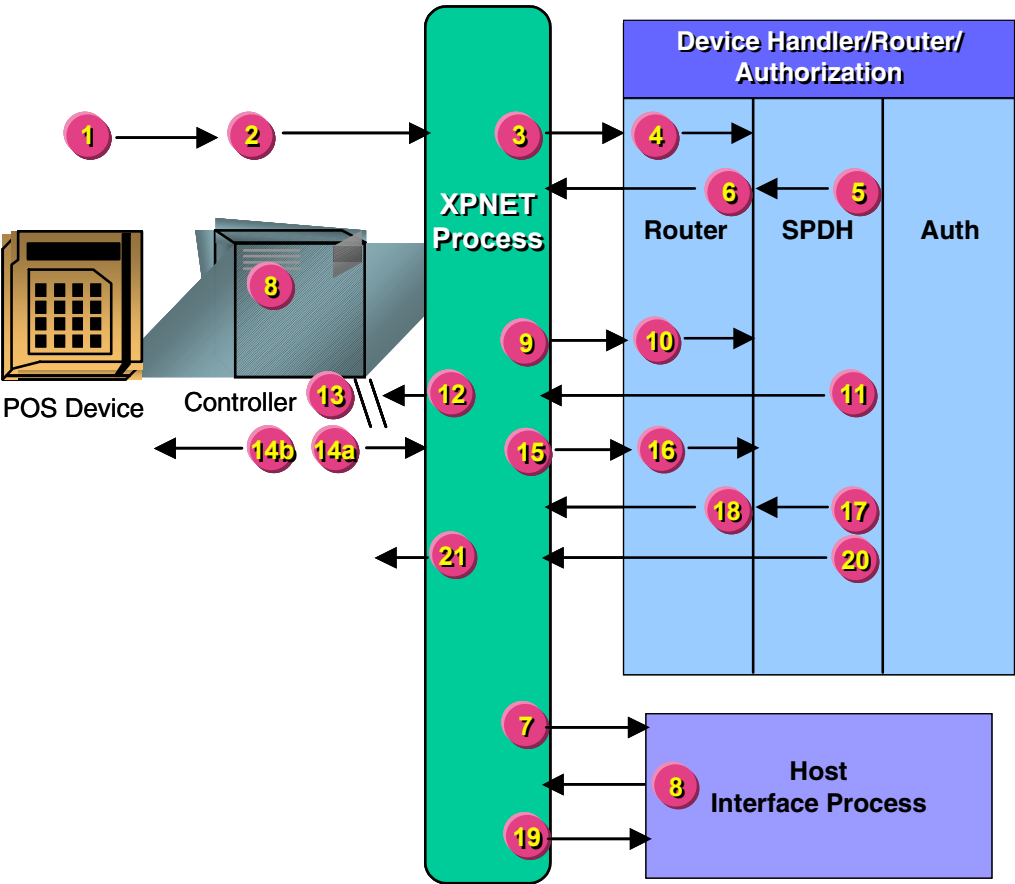 Device Handler/Router/
Authorization
1
2
3
4
6
5
XPNET
Process
Router
SPDH
Auth
8
9
10
POS Device
Controller
13
12
11
14b
14a
15
16
18
17
21
20
7
Host
Interface Process
8
19